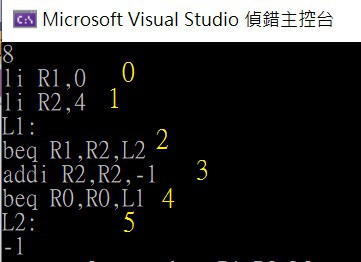 Microsoft Visual Studio 偵錯主控台
8
li R1,0 0
li R2,4 1
L1:
beq R1,R2,L2 2
addi R2,R2,-1 3
beq R0,R0,L1 4
L2: 5
-1